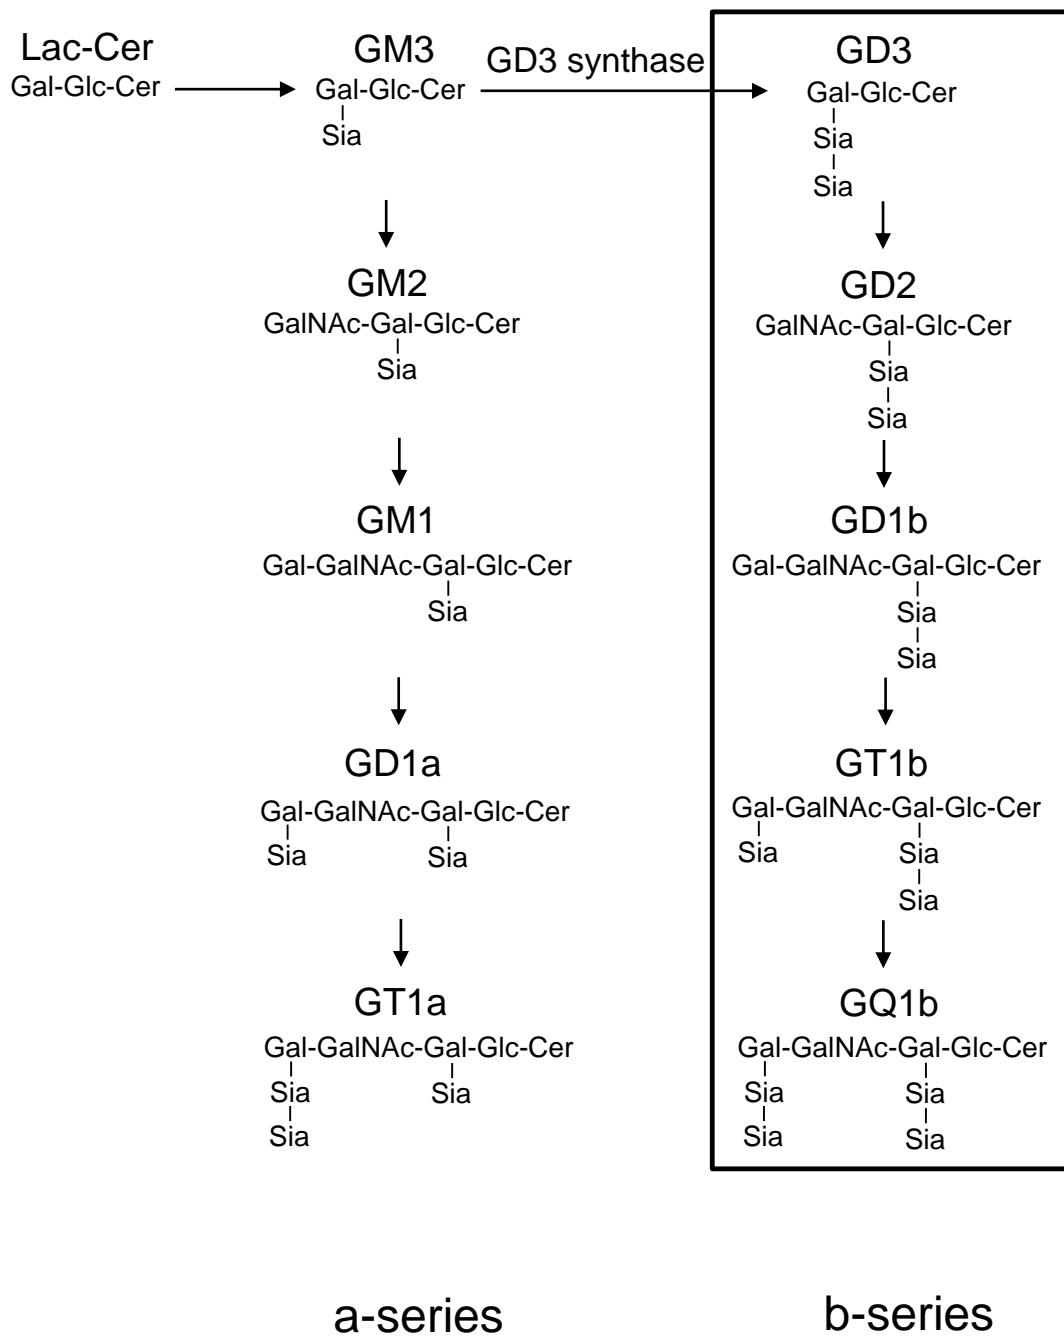 Lac-Cer
Gal-Glc-Cer
GM3
Gal-Glc-Cer
Sia
GD3 synthase
GD3
Gal-Glc-Cer
Sia
Sia
GM2
GalNAc-Gal-Glc-Cer
Sia
GD2
GalNAc-Gal-Glc-Cer
Sia
Sia
GM1
Gal-GalNAc-Gal-Glc-Cer
Sia
GD1b
Gal-GalNAc-Gal-Glc-Cer
Sia
Sia
GD1a
Gal-GalNAc-Gal-Glc-Cer
Sia Sia
GT1b
Gal-GalNAc-Gal-Glc-Cer
Sia Sia
Sia
GT1a
Gal-GalNAc-Gal-Glc-Cer
Sia Sia
Sia
GQ1b
Gal-GalNAc-Gal-Glc-Cer
Sia Sia
Sia Sia
a-series
b-series